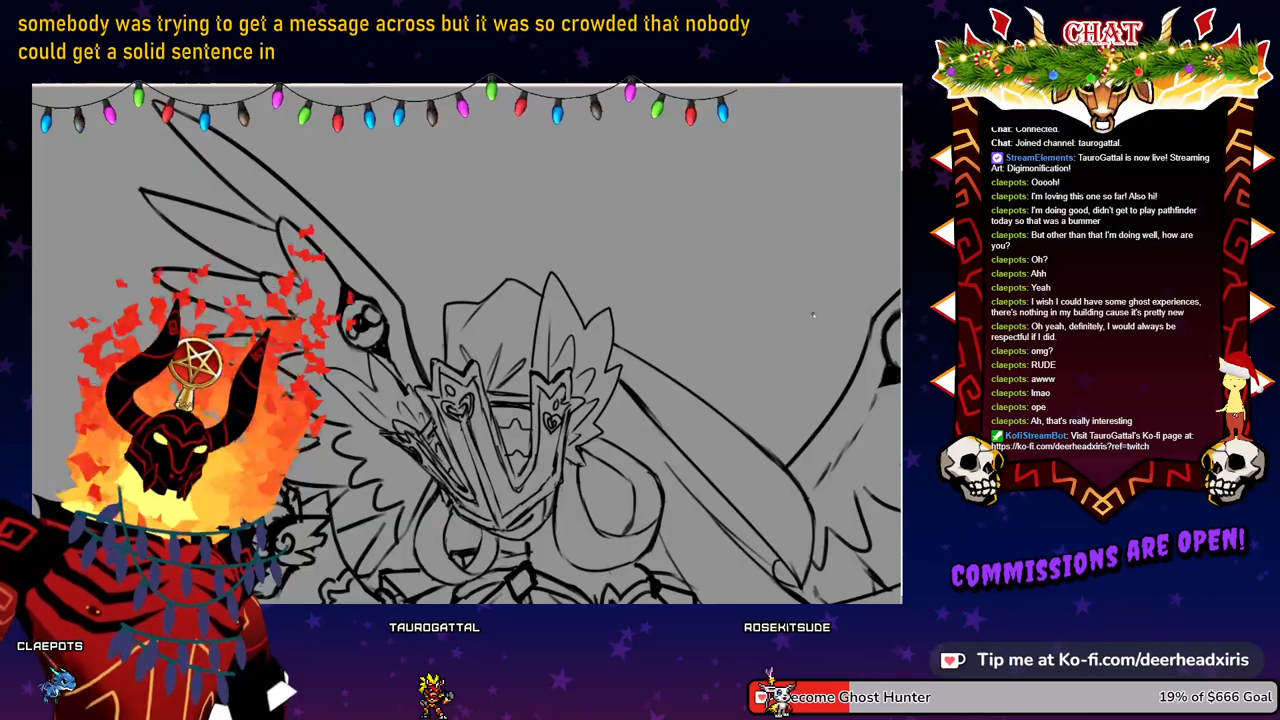 somebody was trying to get a message across but it was so crowded that nobody
could get a solid sentence in
CHAT
Chat: Connected.
Chat: Joined channel: taurogattal.
StreamElements: TauroGattal is now live! Streaming
Art: Digimonification!
claepots: Ooooh!
claepots: I'm loving this one so far! Also hi!
claepots: I'm doing good, didn't get to play pathfinder
today so that was a bummer
claepots: But other than that I'm doing well, how are
you?
claepots: Oh?
claepots: Ahh
claepots: Yeah
claepots: I wish I could have some ghost experiences,
there's nothing in my building cause it's pretty new
claepots: Oh yeah, definitely, I would always be
respectful if I did.
claepots: omg?
claepots: RUDE
claepots: awww
claepots: lmao
claepots: ope
claepots: Ah, that's really interesting
KofiStreamBot: Visit TauroGattal's Ko-fi page at:
https://ko-fi.com/deerheadxiris?ref=twitch
COMMISSIONS ARE OPEN!
CLAEPOTS
TAUROGATTAL
ROSEKITSUDE
Tip me at Ko-fi.com/deerheadxiris
ecome Ghost Hunter
19% of $666 Goal